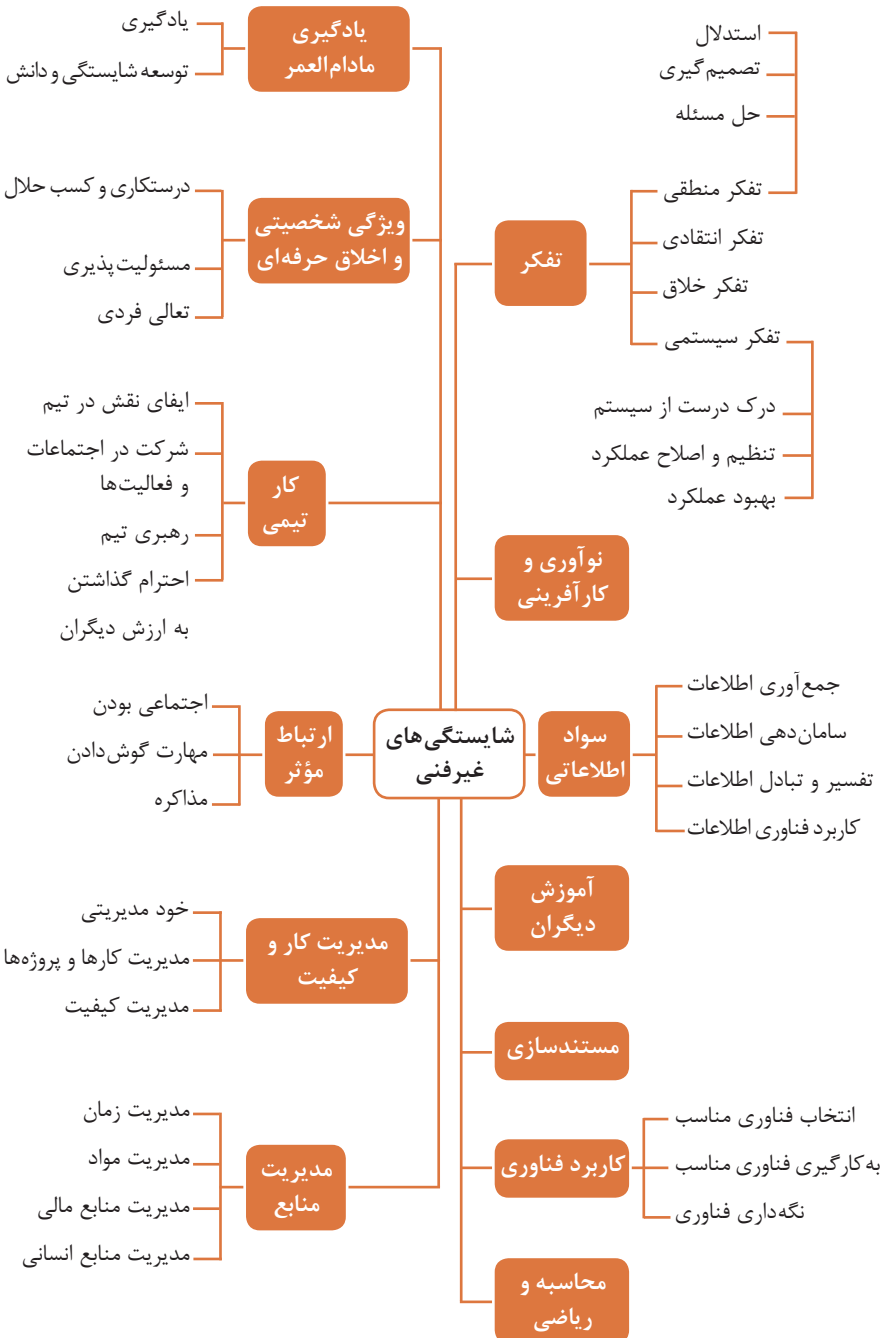 شایستگی‌های
غیرفنی
تفکر
استدلال
تصمیم‌گیری
حل مسئله
تفکر منطقی
تفکر انتقادی
تفکر خلاق
تفکر سیستمی
درک درست از سیستم
تنظیم و اصلاح عملکرد
بهبود عملکرد
نوآوری و
کارآفرینی
سواد
اطلاعاتی
جمع‌آوری اطلاعات
سامان‌دهی اطلاعات
تفسیر و تبادل اطلاعات
کاربرد فناوری اطلاعات
آموزش
دیگران
مستندسازی
کاربرد فناوری
انتخاب فناوری مناسب
به‌کارگیری فناوری مناسب
نگه‌داری فناوری
محاسبه و
ریاضی
یادگیری
مادام‌العمر
یادگیری
توسعه شایستگی و دانش
ویژگی شخصیتی
و اخلاق حرفه‌ای
درستکاری و کسب حلال
مسئولیت‌پذیری
تعالی فردی
کار
تیمی
ایفای نقش در تیم
شرکت در اجتماعات
و فعالیت‌ها
رهبری تیم
احترام گذاشتن
به ارزش دیگران
ارتباط
مؤثر
اجتماعی بودن
مهارت گوش‌دادن
مذاکره
مدیریت کار و
کیفیت
خود مدیریتی
مدیریت کارها و پروژه‌ها
مدیریت کیفیت
مدیریت
منابع
مدیریت زمان
مدیریت مواد
مدیریت منابع مالی
مدیریت منابع انسانی